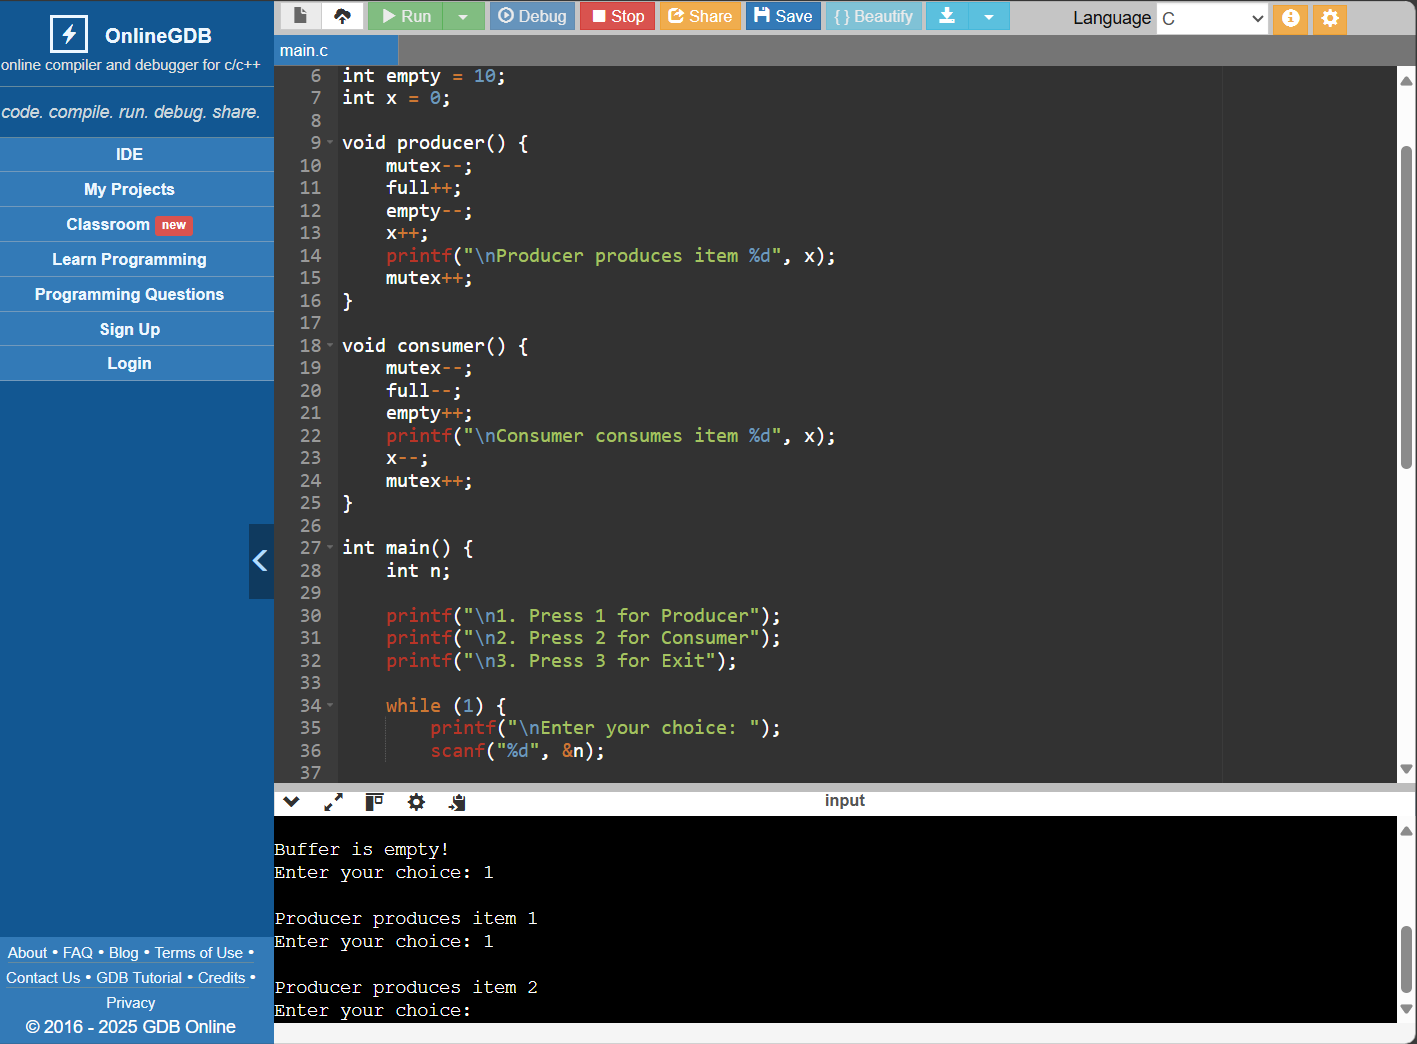 OnlineGDB
online compiler and debugger for c/c++
code. compile. run. debug. share.
IDE
My Projects
Classroom new
Learn Programming
Programming Questions
Sign Up
Login
About • FAQ • Blog • Terms of Use •
Contact Us • GDB Tutorial • Credits •
Privacy
© 2016 - 2025 GDB Online
Run Debug Stop Share Save { } Beautify Language C
main.c
6 int empty = 10;
7 int x = 0;
8
9 void producer() {
10     mutex--;
11     full++;
12     empty--;
13     x++;
14     printf("\nProducer produces item %d", x);
15     mutex++;
16 }
17
18 void consumer() {
19     mutex--;
20     full--;
21     empty++;
22     printf("\nConsumer consumes item %d", x);
23     x--;
24     mutex++;
25 }
26
27 int main() {
28     int n;
29
30     printf("\n1. Press 1 for Producer");
31     printf("\n2. Press 2 for Consumer");
32     printf("\n3. Press 3 for Exit");
33
34     while (1) {
35         printf("\nEnter your choice: ");
36         scanf("%d", &n);
37
input
Buffer is empty!
Enter your choice: 1
Producer produces item 1
Enter your choice: 1
Producer produces item 2
Enter your choice: